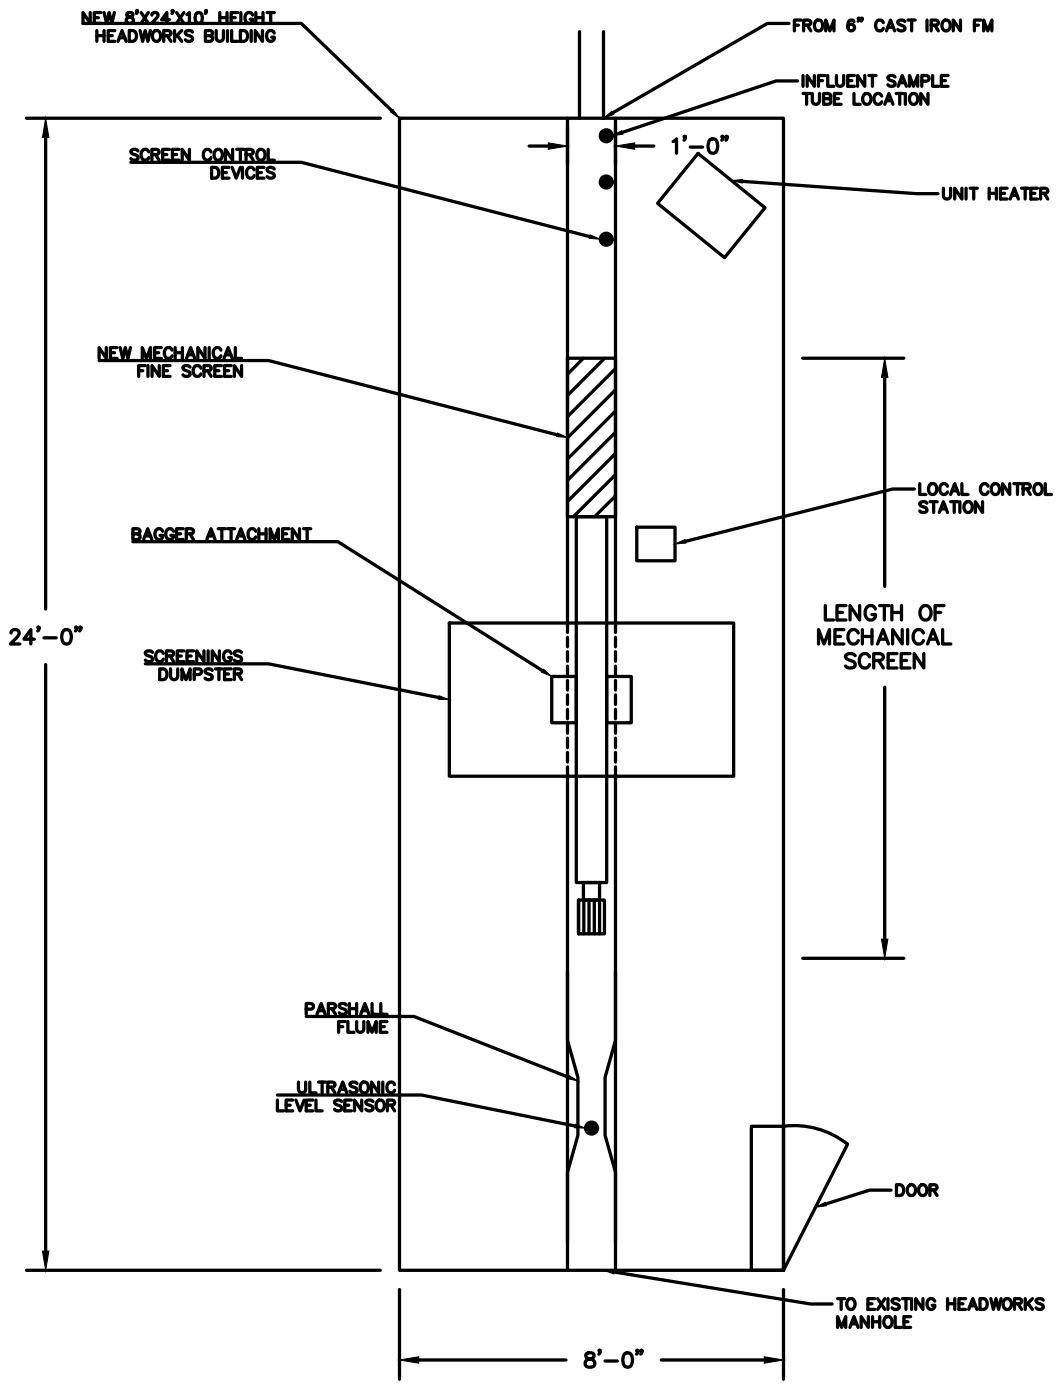 NEW 8'X24'X10' HEIGHT
HEADWORKS BUILDING
FROM 6" CAST IRON FM
INFLUENT SAMPLE
TUBE LOCATION
1'-0"
SCREEN CONTROL
DEVICES
UNIT HEATER
NEW MECHANICAL
FINE SCREEN
LOCAL CONTROL
STATION
BAGGER ATTACHMENT
24'-0"
LENGTH OF
MECHANICAL
SCREEN
SCREENINGS
DUMPSTER
PARSHALL
FLUME
ULTRASONIC
LEVEL SENSOR
DOOR
TO EXISTING HEADWORKS
MANHOLE
8'-0"